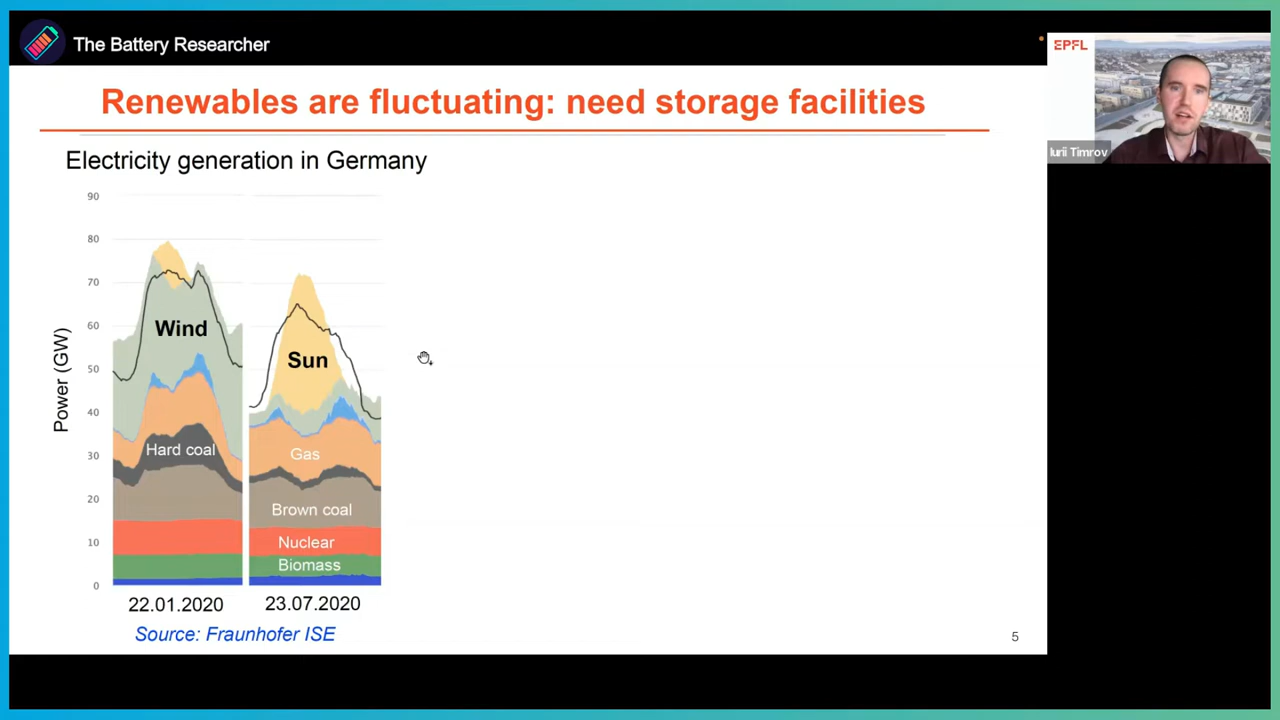 The Battery Researcher
EPFL
Iurii Timrov
Renewables are fluctuating: need storage facilities
Electricity generation in Germany
Power (GW)
90
80
70
60
50
40
30
20
10
0
Wind
Sun
Hard coal
Gas
Brown coal
Nuclear
Biomass
22.01.2020
23.07.2020
Source: Fraunhofer ISE
5